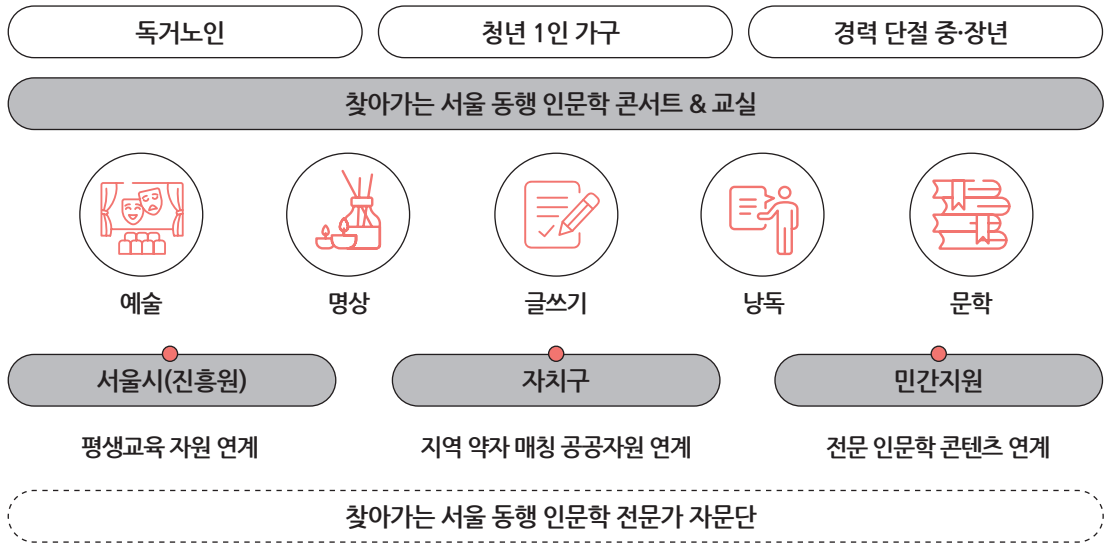 독거노인
청년 1인 가구
경력 단절 중·장년
찾아가는 서울 동행 인문학 콘서트 & 교실
예술
명상
글쓰기
낭독
문학
서울시(진흥원)
자치구
민간지원
평생교육 자원 연계
지역 약자 매칭 공공자원 연계
전문 인문학 콘텐츠 연계
찾아가는 서울 동행 인문학 전문가 자문단